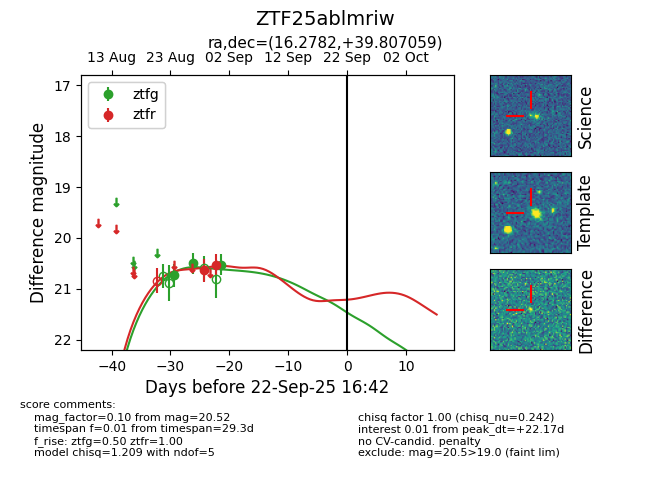 ZTF25ablmriw
ra,dec=(16.2782,+39.807059)
13 Aug 23 Aug 02 Sep 12 Sep 22 Sep 02 Oct
ztfg
ztfr
17
18
19
20
21
22
Difference magnitude
−40 −30 −20 −10 0 10
Days before 22-Sep-25 16:42
Science
Template
Difference
score comments:
mag_factor=0.10 from mag=20.52
timespan f=0.01 from timespan=29.3d
f_rise: ztfg=0.50 ztfr=1.00
model chisq=1.209 with ndof=5
chisq factor 1.00 (chisq_nu=0.242)
interest 0.01 from peak_dt=+22.17d
no CV-candid. penalty
exclude: mag=20.5>19.0 (faint lim)